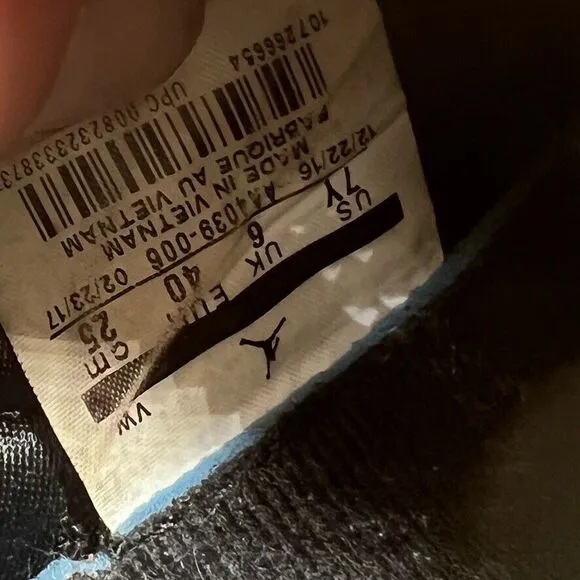 VW
US UK EUR cm
7Y 6 40 25
12/22/16 AA4039-006 02/23/17
MADE IN VIETNAM
FABRIQUE AU VIETNAM
UPC 00823233873
107266654